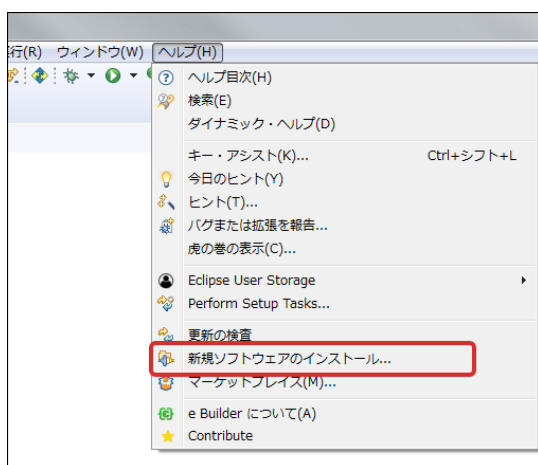 行(R) ウィンドウ(W) ヘルプ(H)
ヘルプ目次(H)
検索(E)
ダイナミック・ヘルプ(D)
キー・アシスト(K)... Ctrl+シフト+L
今日のヒント(Y)
ヒント(T)...
バグまたは拡張を報告...
虎の巻の表示(C)...
Eclipse User Storage
Perform Setup Tasks...
更新の検査
新規ソフトウェアのインストール...
マーケットプレイス(M)...
e Builder について(A)
Contribute